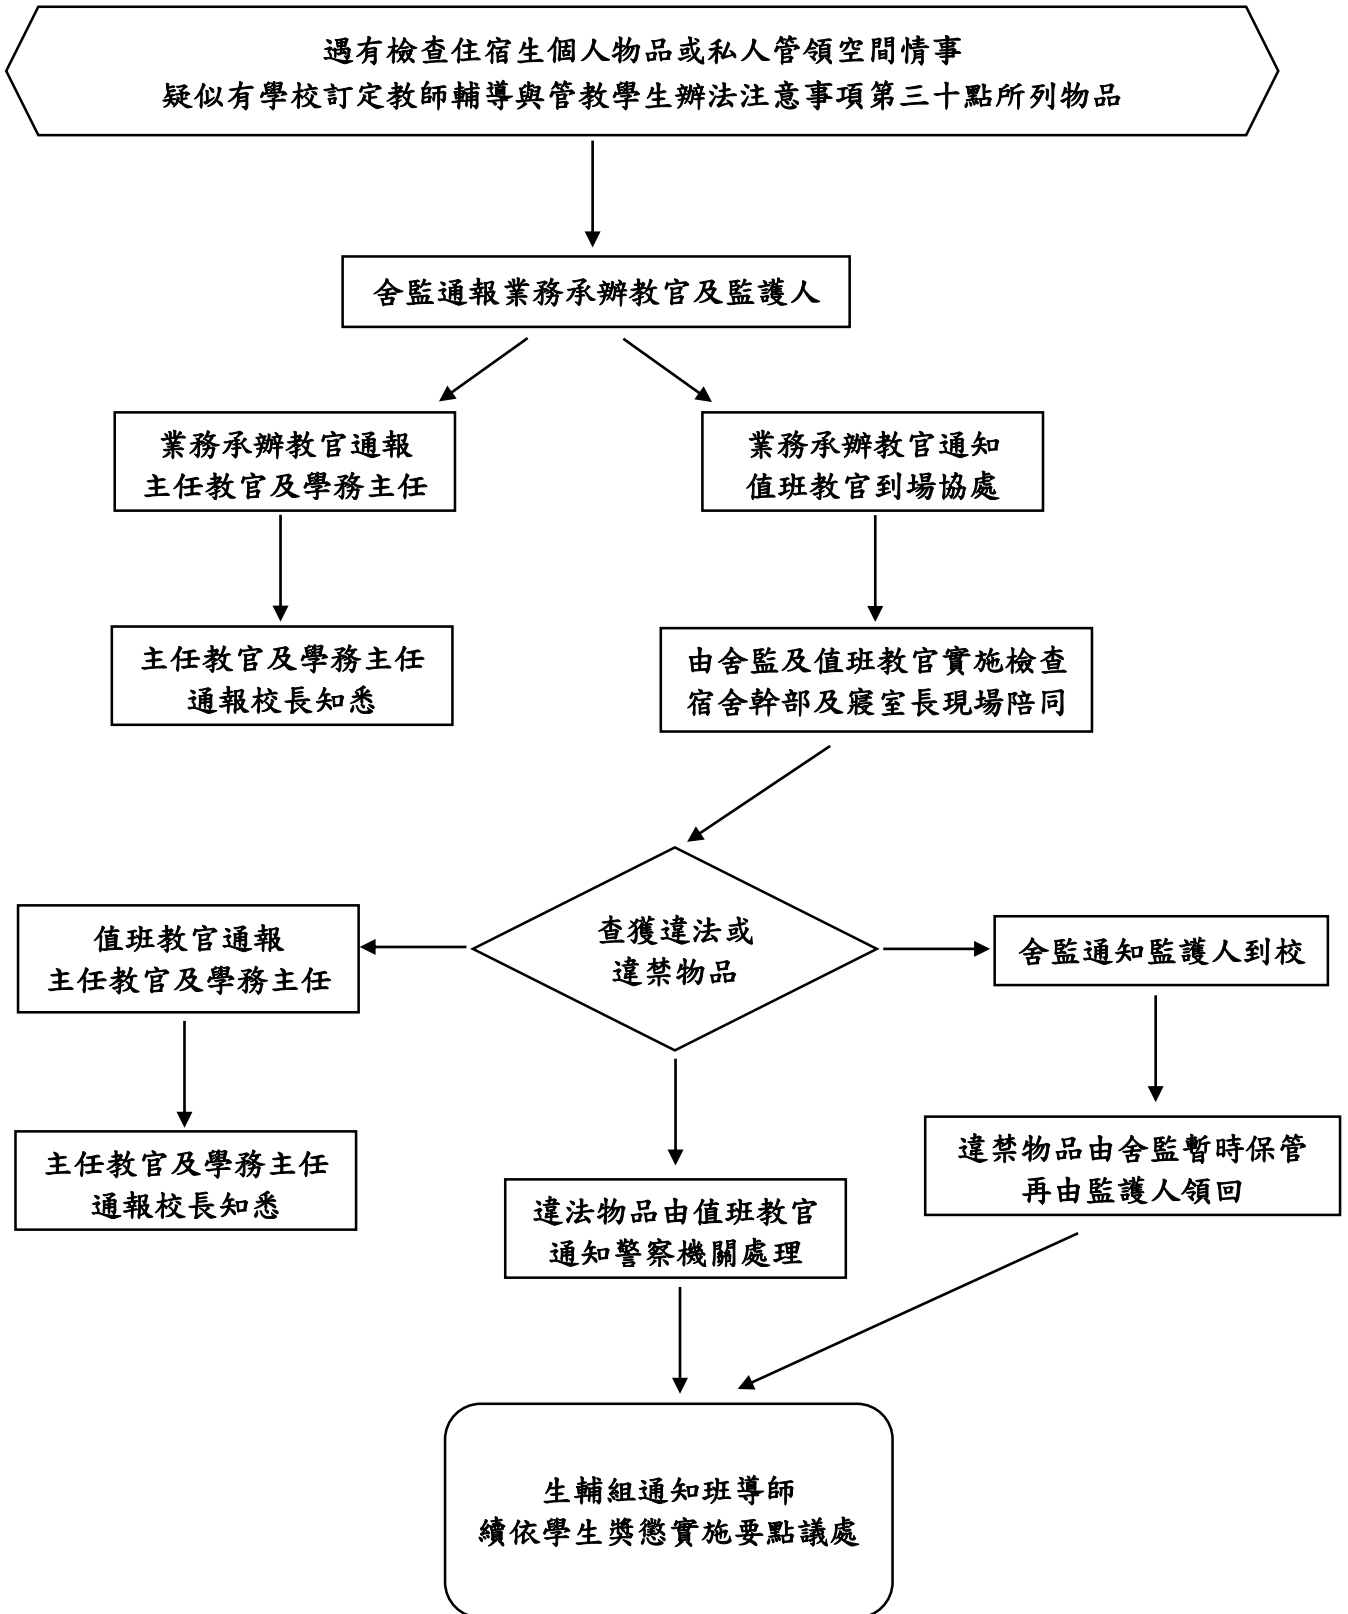 遇有檢查住宿生個人物品或私人管領空間情事
疑似有學校訂定教師輔導與管教學生辦法注意事項第三十點所列物品
舍監通報業務承辦教官及監護人
業務承辦教官通報
主任教官及學務主任
業務承辦教官通知
值班教官到場協處
主任教官及學務主任
通報校長知悉
由舍監及值班教官實施檢查
宿舍幹部及寢室長現場陪同
查獲違法或
違禁物品
值班教官通報
主任教官及學務主任
舍監通知監護人到校
主任教官及學務主任
通報校長知悉
違法物品由值班教官
通知警察機關處理
違禁物品由舍監暫時保管
再由監護人領回
生輔組通知班導師
續依學生獎懲實施要點議處